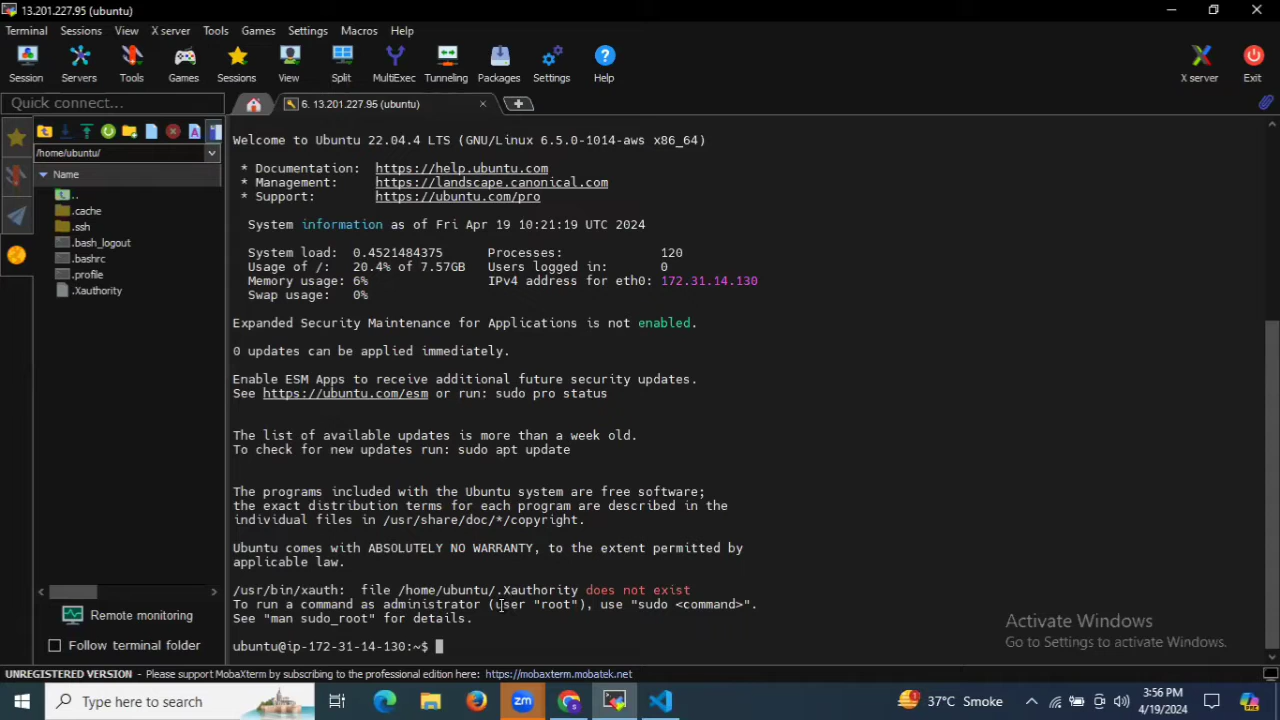 13.201.227.95 (ubuntu)
Terminal Sessions View X server Tools Games Settings Macros Help
Session Servers Tools Games Sessions View Split MultiExec Tunneling Packages Settings Help X server Exit
Quick connect...
6. 13.201.227.95 (ubuntu)
/home/ubuntu/
Name
..
.cache
.ssh
.bash_logout
.bashrc
.profile
.Xauthority
Remote monitoring
Follow terminal folder
Welcome to Ubuntu 22.04.4 LTS (GNU/Linux 6.5.0-1014-aws x86_64)
* Documentation: https://help.ubuntu.com
* Management: https://landscape.canonical.com
* Support: https://ubuntu.com/pro
System information as of Fri Apr 19 10:21:19 UTC 2024
System load: 0.4521484375 Processes: 120
Usage of /: 20.4% of 7.57GB Users logged in: 0
Memory usage: 6% IPv4 address for eth0: 172.31.14.130
Swap usage: 0%
Expanded Security Maintenance for Applications is not enabled.
0 updates can be applied immediately.
Enable ESM Apps to receive additional future security updates.
See https://ubuntu.com/esm or run: sudo pro status
The list of available updates is more than a week old.
To check for new updates run: sudo apt update
The programs included with the Ubuntu system are free software;
the exact distribution terms for each program are described in the
individual files in /usr/share/doc/*/copyright.
Ubuntu comes with ABSOLUTELY NO WARRANTY, to the extent permitted by
applicable law.
/usr/bin/xauth: file /home/ubuntu/.Xauthority does not exist
To run a command as administrator (user "root"), use "sudo <command>".
See "man sudo_root" for details.
ubuntu@ip-172-31-14-130:~$
Activate Windows
Go to Settings to activate Windows.
UNREGISTERED VERSION - Please support MobaXterm by subscribing to the professional edition here: https://mobaxterm.mobatek.net
Type here to search
zm
37°C Smoke
3:56 PM
4/19/2024